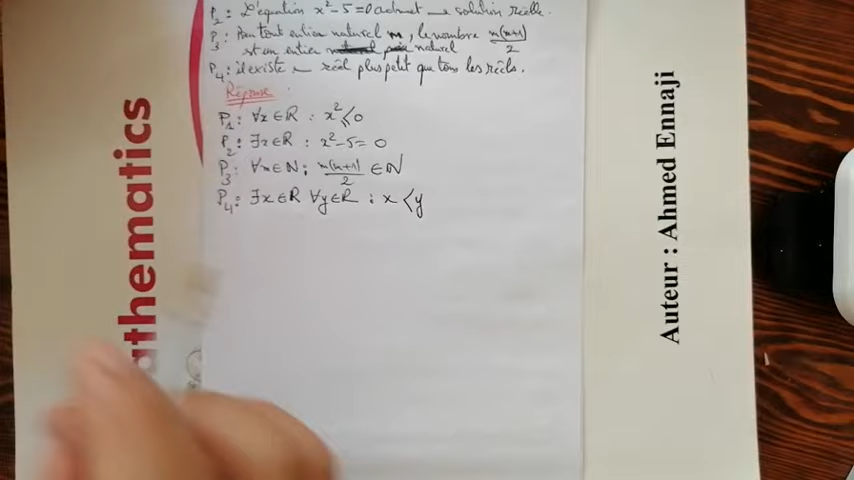 P2 : L'équation x²-5=0 admet une solution réelle.
P3 : Pour tout entier naturel n, le nombre n(n+1)/2
est un entier naturel
P4 : il existe un réel plus petit que tous les réels.
Réponse :
P1 : ∀x∈ℝ : x²⩽0
P2 : ∃x∈ℝ : x²-5=0
P3 : ∀n∈ℕ ; n(n+1)/2 ∈ℕ
P4 : ∃x∈ℝ ∀y∈ℝ : x<y
athematics
Auteur : Ahmed Ennaji